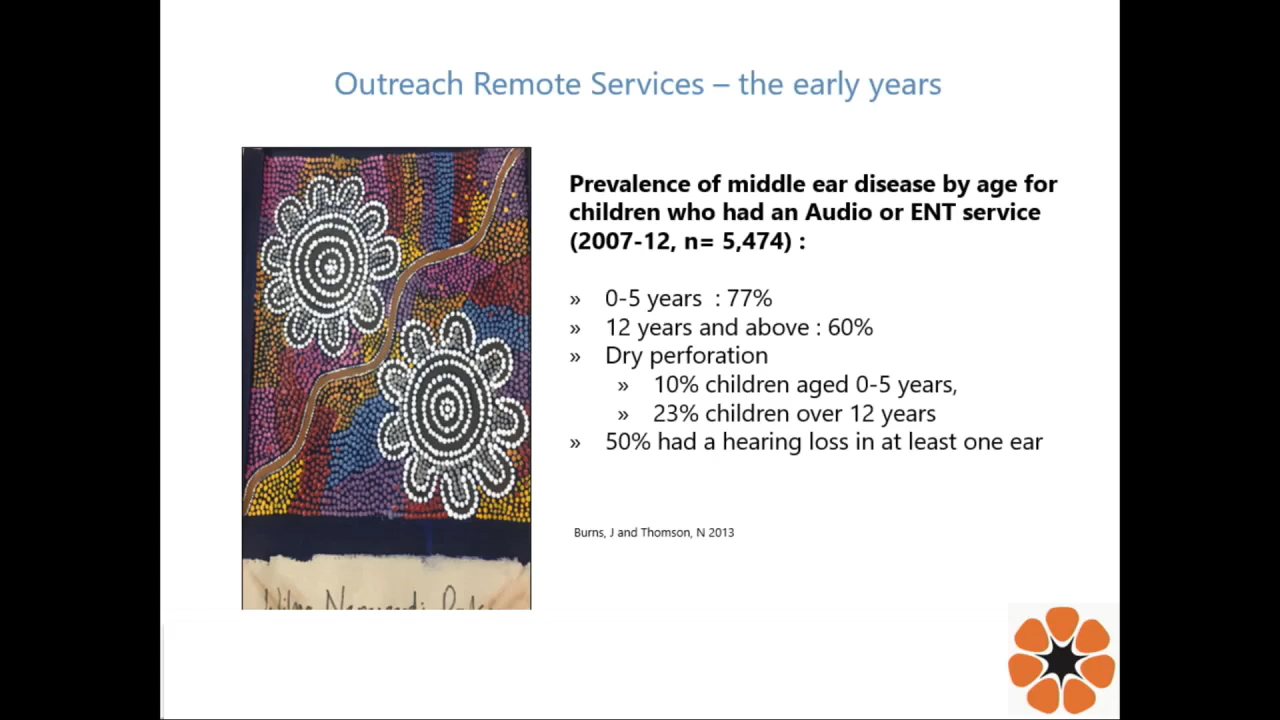 Outreach Remote Services – the early years
Prevalence of middle ear disease by age for
children who had an Audio or ENT service
(2007-12, n= 5,474) :
» 0-5 years : 77%
» 12 years and above : 60%
» Dry perforation
» 10% children aged 0-5 years,
» 23% children over 12 years
» 50% had a hearing loss in at least one ear
Burns, J and Thomson, N 2013